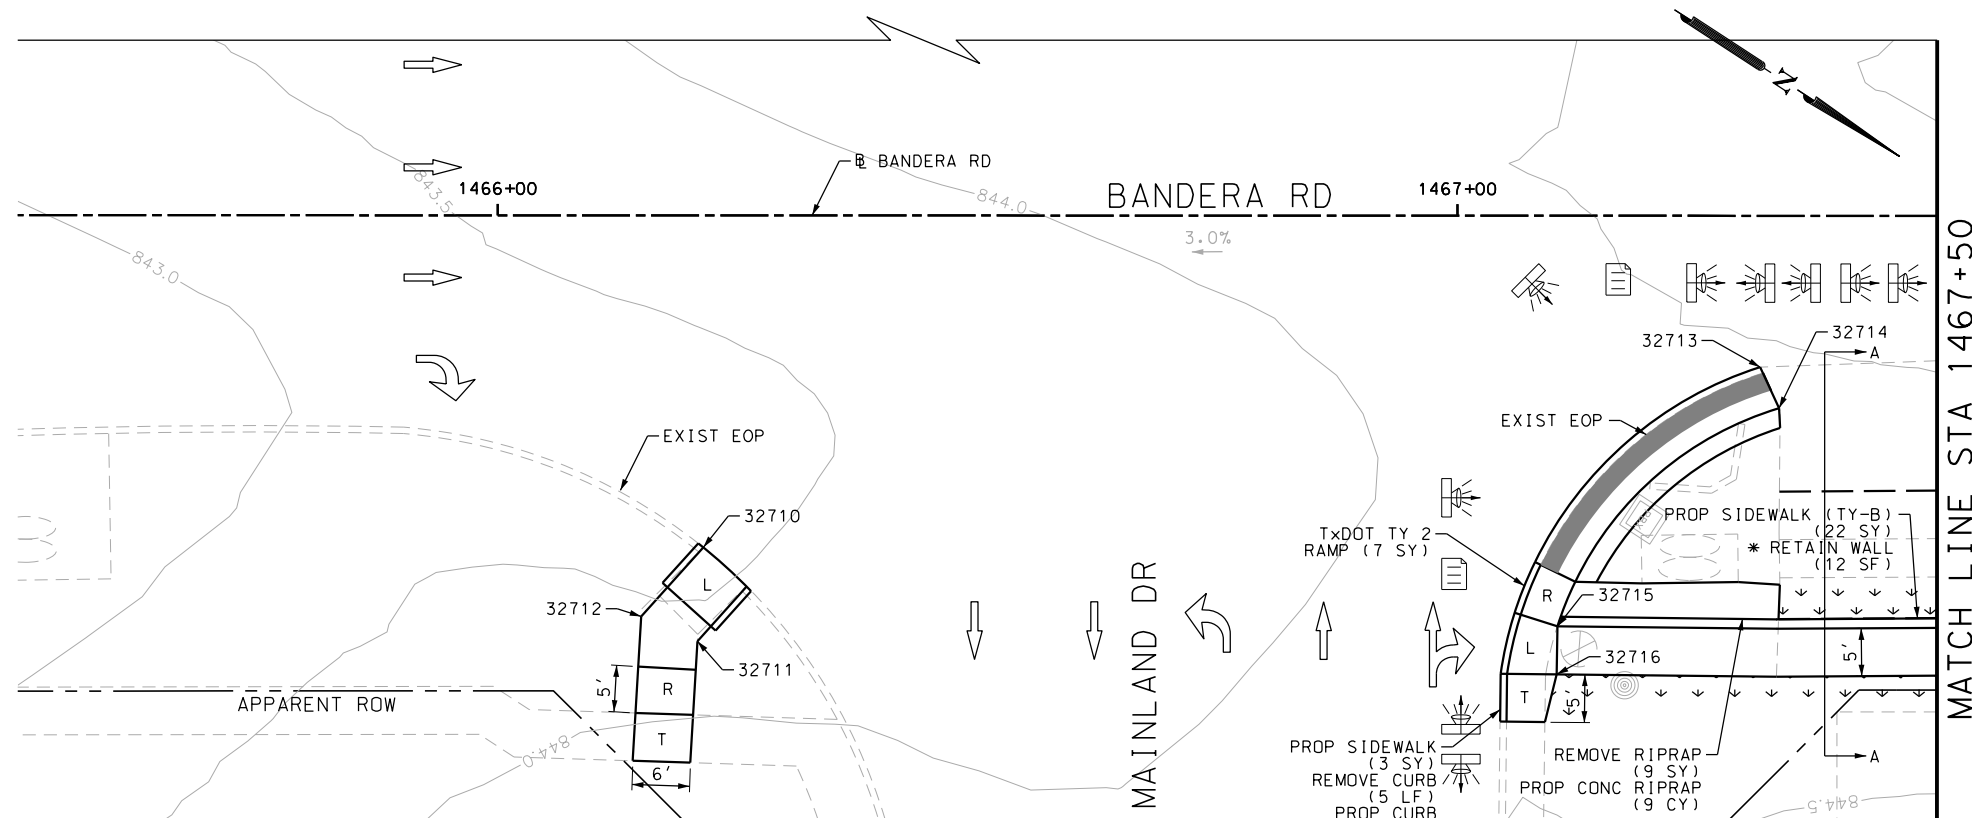 N
℄ BANDERA RD
BANDERA RD
1466+00
1467+00
843.5
844.0
843.0
3.0%
MATCH LINE STA 1467+50
32713
32714
A
EXIST EOP
EXIST EOP
32710
L
32712
32711
5'
R
T
6'
APPARENT ROW
844.0
MAINLAND DR
TxDOT TY 2
RAMP (7 SY)
PROP SIDEWALK (TY-B)
(22 SY)
* RETAIN WALL
(12 SF)
R
32715
L
32716
5'
T
5'
PROP SIDEWALK
(3 SY)
REMOVE CURB
(5 LF)
PROP CURB
REMOVE RIPRAP
(9 SY)
PROP CONC RIPRAP
(9 CY)
A
844.5